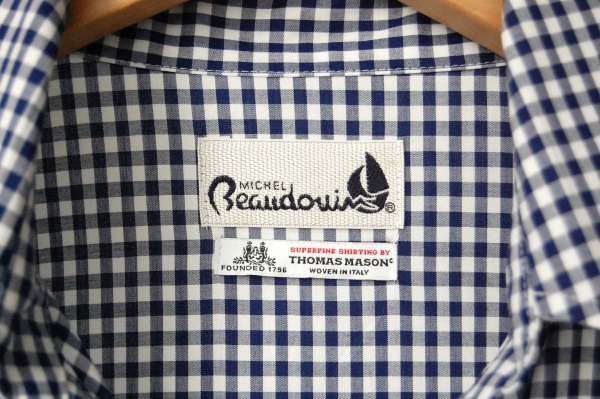 MICHEL
Beaudouin®
SUPERFINE SHIRTING BY
THOMAS MASON©
FOUNDED 1796
WOVEN IN ITALY